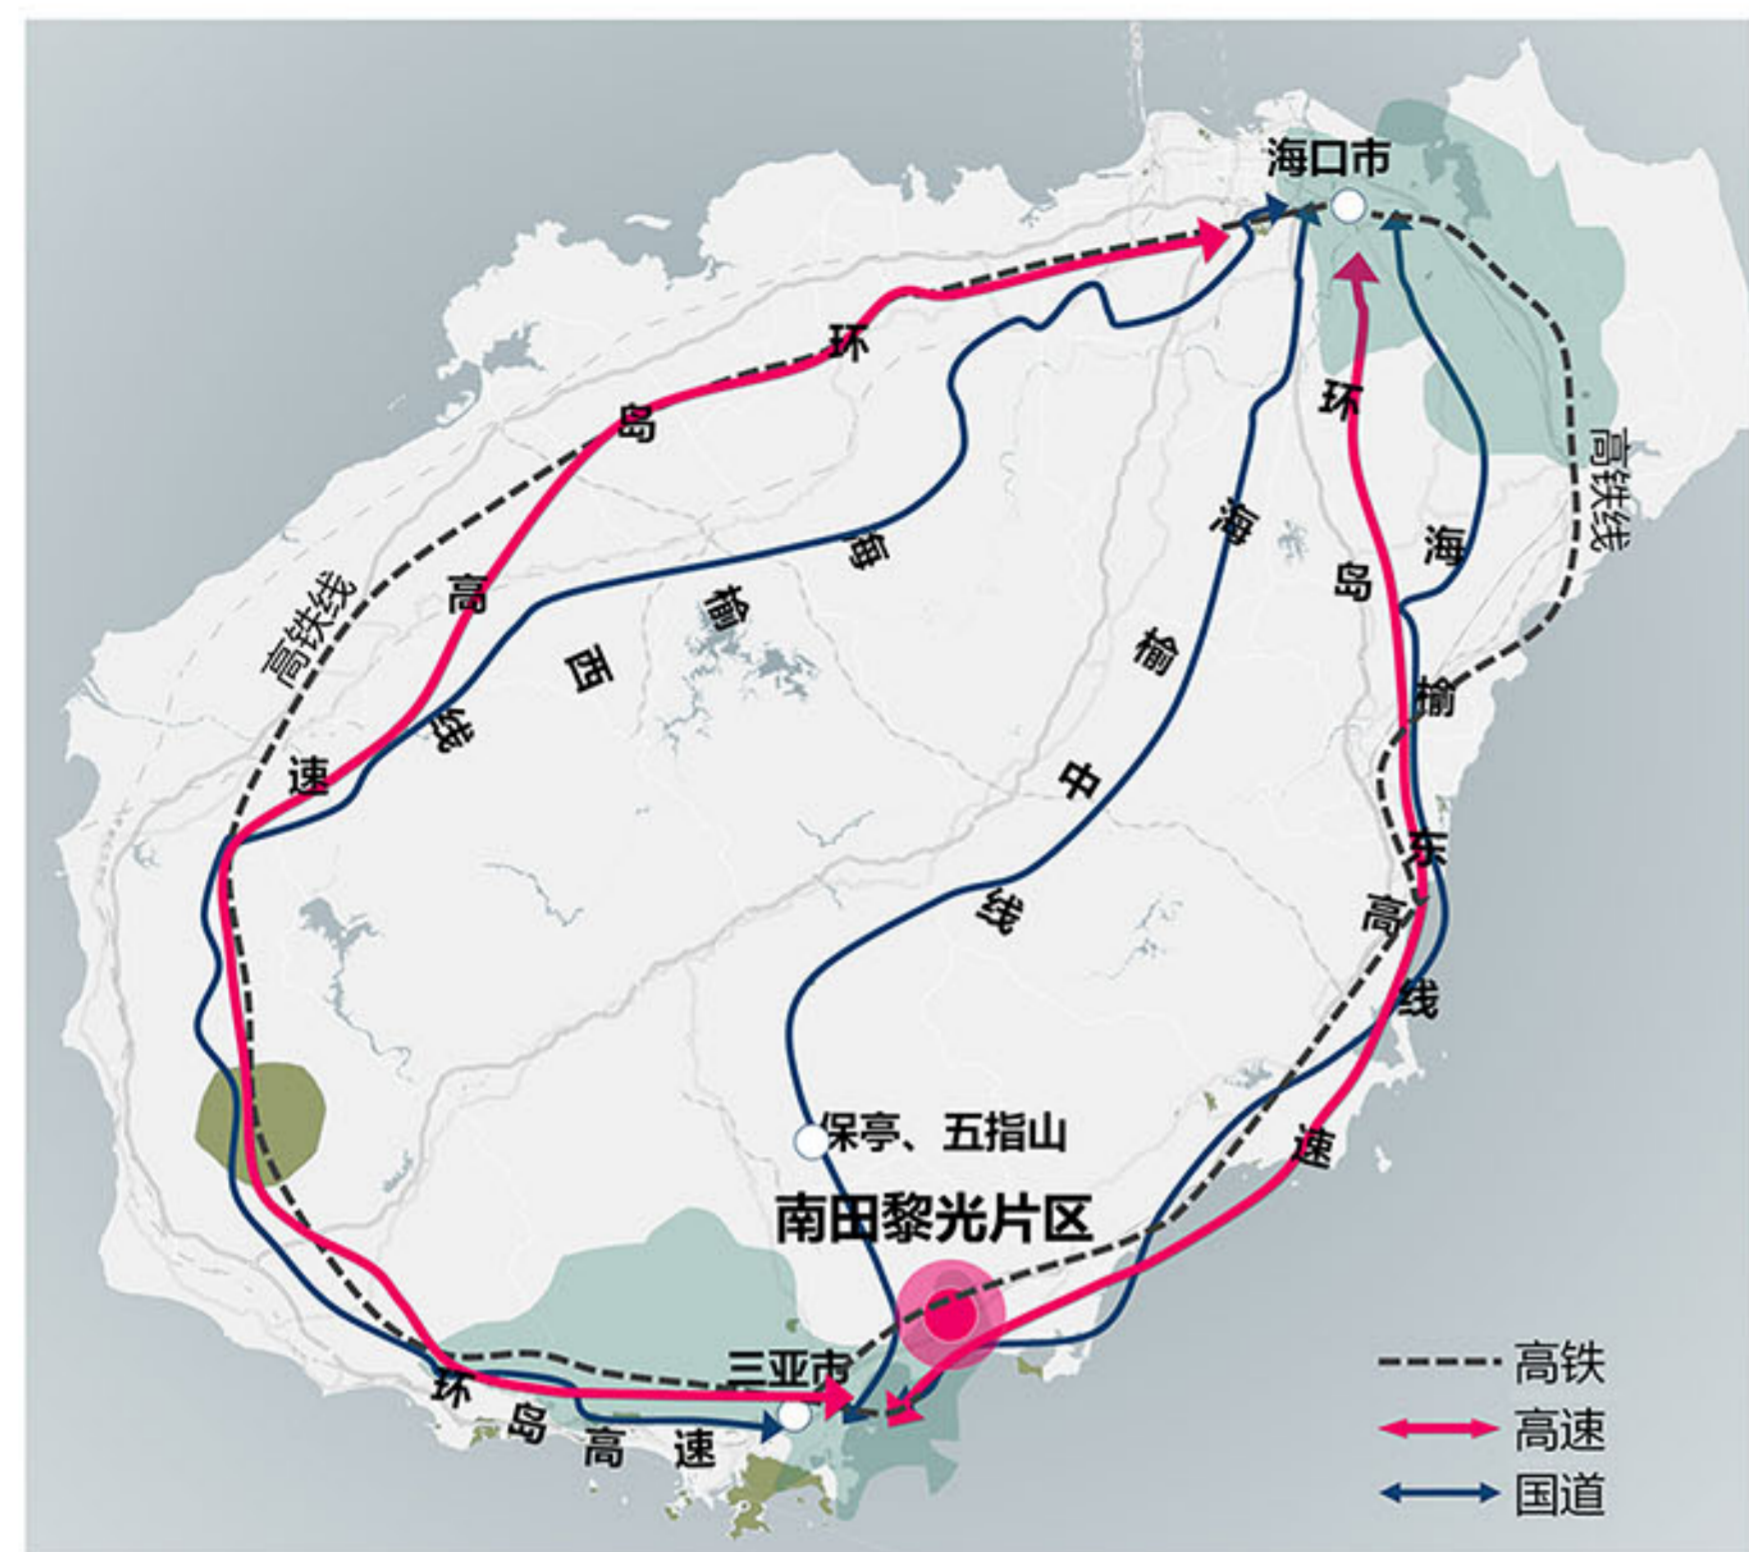 海口市
环岛高速
高铁线
海榆西线
海榆中线
环岛高速
海榆东线
高铁线
保亭、五指山
南田黎光片区
三亚市
环岛高速
高铁
高速
国道